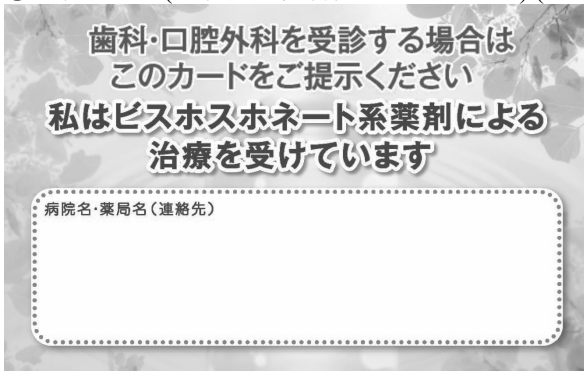 歯科・口腔外科を受診する場合は
このカードをご提示ください
私はビスホスホネート系薬剤による
治療を受けています
病院名・薬局名（連絡先）